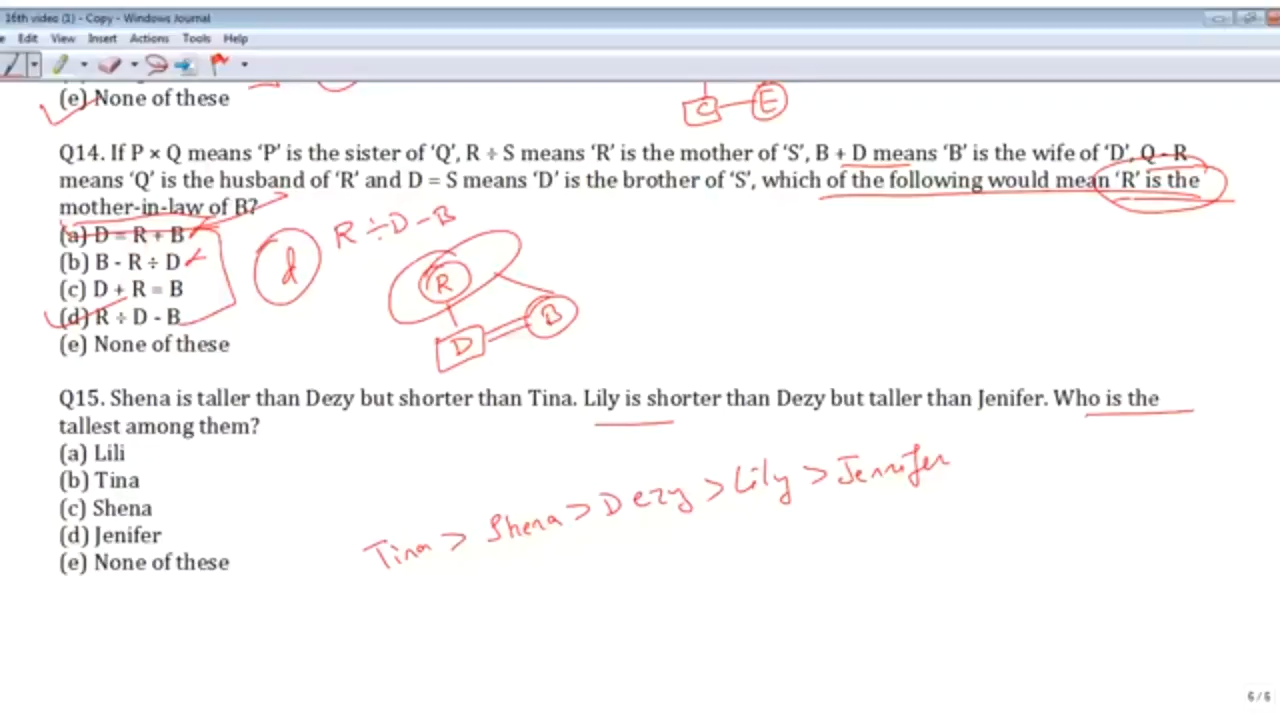 16th video (1) - Copy - Windows Journal
Edit View Insert Actions Tools Help
(e) None of these
C E
Q14. If P × Q means ‘P’ is the sister of ‘Q’, R ÷ S means ‘R’ is the mother of ‘S’, B + D means ‘B’ is the wife of ‘D’, Q - R
means ‘Q’ is the husband of ‘R’ and D = S means ‘D’ is the brother of ‘S’, which of the following would mean ‘R’ is the
mother-in-law of B?
(a) D = R + B
(b) B - R ÷ D
(c) D + R = B
(d) R ÷ D - B
(e) None of these
d
R ÷ D - B
R
D B
Q15. Shena is taller than Dezy but shorter than Tina. Lily is shorter than Dezy but taller than Jenifer. Who is the
tallest among them?
(a) Lili
(b) Tina
(c) Shena
(d) Jenifer
(e) None of these
Tina > Shena > Dezy > Lily > Jennifer
6 / 6